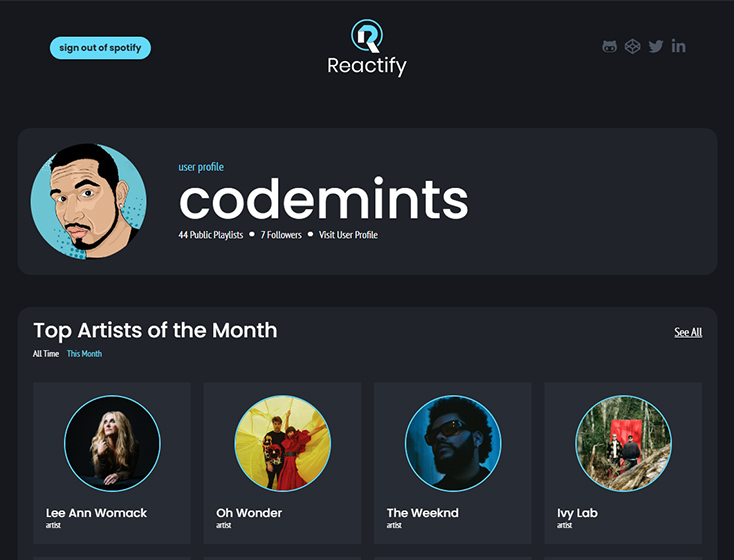 sign out of spotify
Reactify
user profile
codemints
44 Public Playlists • 7 Followers • Visit User Profile
Top Artists of the Month
See All
All Time This Month
Lee Ann Womack
artist
Oh Wonder
artist
The Weeknd
artist
Ivy Lab
artist